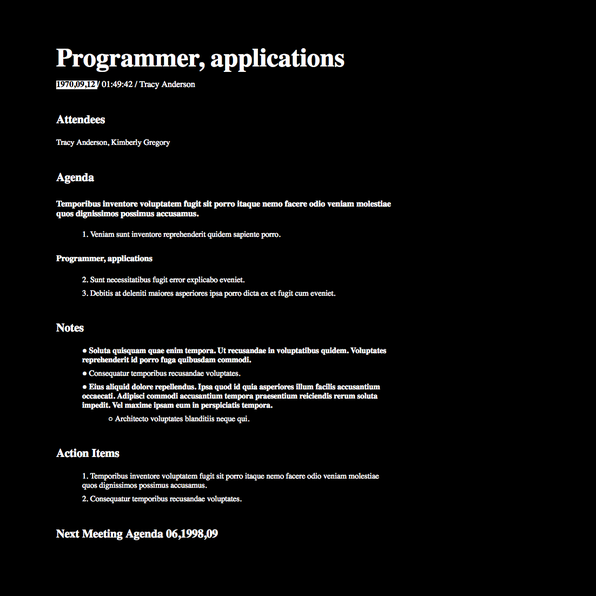 Programmer, applications
1970,09,12 / 01:49:42 / Tracy Anderson
Attendees
Tracy Anderson, Kimberly Gregory
Agenda
Temporibus inventore voluptatem fugit sit porro itaque nemo facere odio veniam molestiae
quos dignissimos possimus accusamus.
1. Veniam sunt inventore reprehenderit quidem sapiente porro.
Programmer, applications
2. Sunt necessitatibus fugit error explicabo eveniet.
3. Debitis at deleniti maiores asperiores ipsa porro dicta ex et fugit cum eveniet.
Notes
● Soluta quisquam quae enim tempora. Ut recusandae in voluptatibus quidem. Voluptates
reprehenderit id porro fuga quibusdam commodi.
● Consequatur temporibus recusandae voluptates.
● Eius aliquid dolore repellendus. Ipsa quod id quia asperiores illum facilis accusantium
occaecati. Adipisci commodi accusantium tempora praesentium reiciendis rerum soluta
impedit. Vel maxime ipsam eum in perspiciatis tempora.
○ Architecto voluptates blanditiis neque qui.
Action Items
1. Temporibus inventore voluptatem fugit sit porro itaque nemo facere odio veniam molestiae
quos dignissimos possimus accusamus.
2. Consequatur temporibus recusandae voluptates.
Next Meeting Agenda 06,1998,09